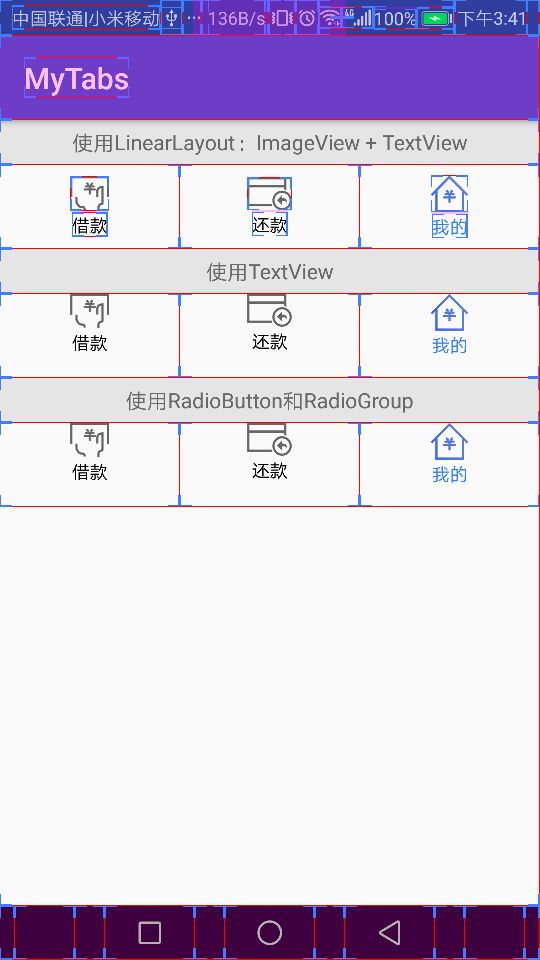 中国联通|小米移动 ... 136B/s 4G 100% 下午3:41
MyTabs
使用LinearLayout：ImageView + TextView
借款 还款 我的
使用TextView
借款 还款 我的
使用RadioButton和RadioGroup
借款 还款 我的